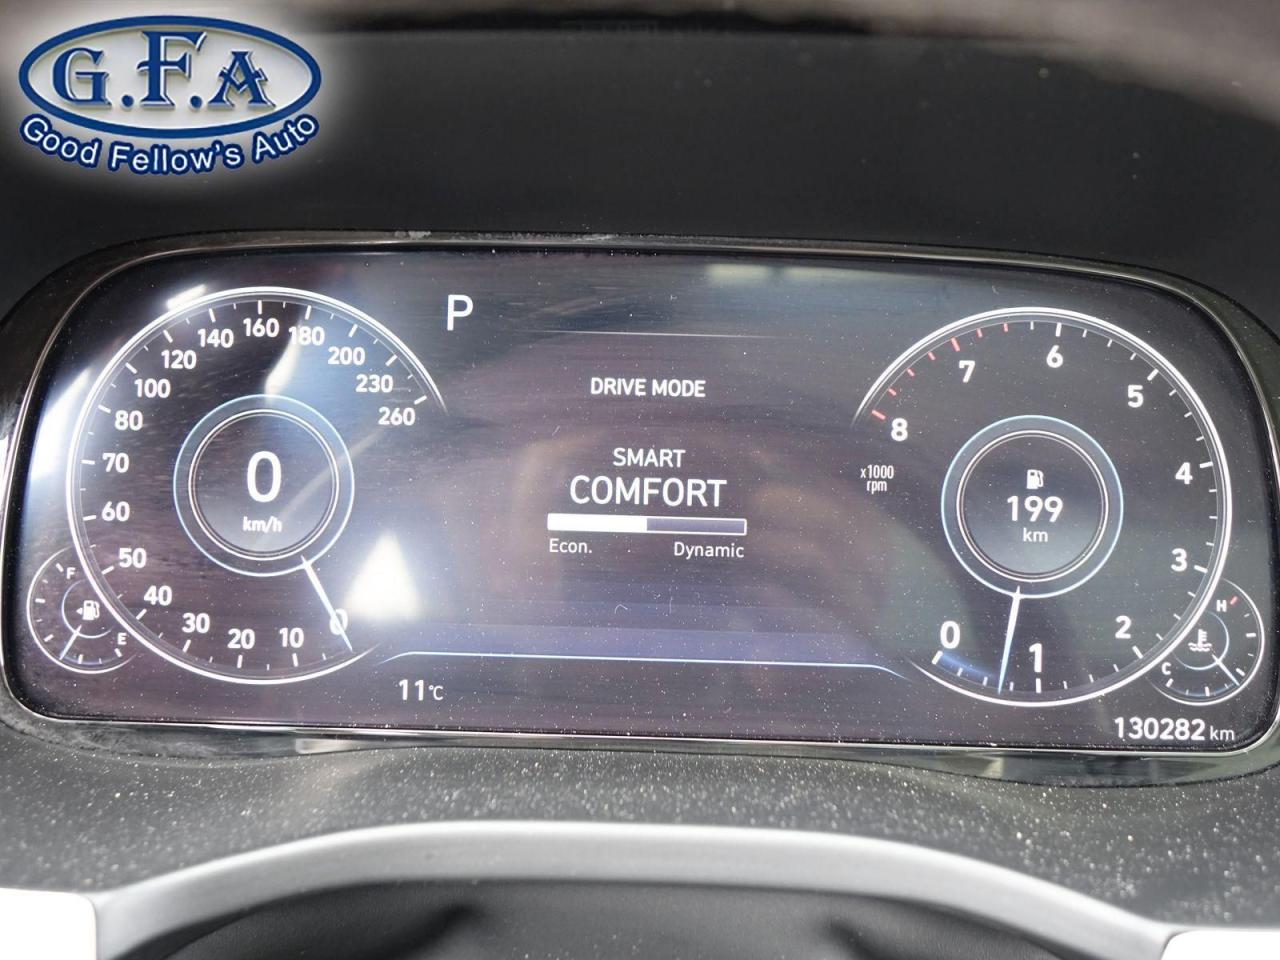 G.F.A
Good Fellow's Auto
P
DRIVE MODE
SMART
COMFORT
Econ. Dynamic
0
km/h
0 10 20 30 40 50 60 70 80 100 120 140 160 180 200 230 260
F
E
11°C
x1000
rpm
199
km
0 1 2 3 4 5 6 7 8
H
C
130282 km